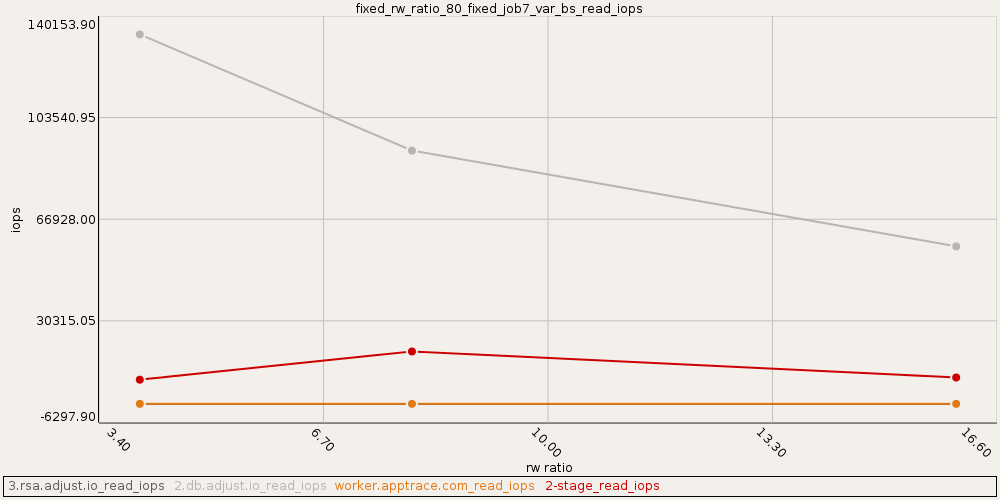 fixed_rw_ratio_80_fixed_job7_var_bs_read_iops
140153.90
103540.95
66928.00
30315.05
-6297.90
iops
3.40
6.70
10.00
13.30
16.60
rw ratio
3.rsa.adjust.io_read_iops 2.db.adjust.io_read_iops worker.apptrace.com_read_iops 2-stage_read_iops